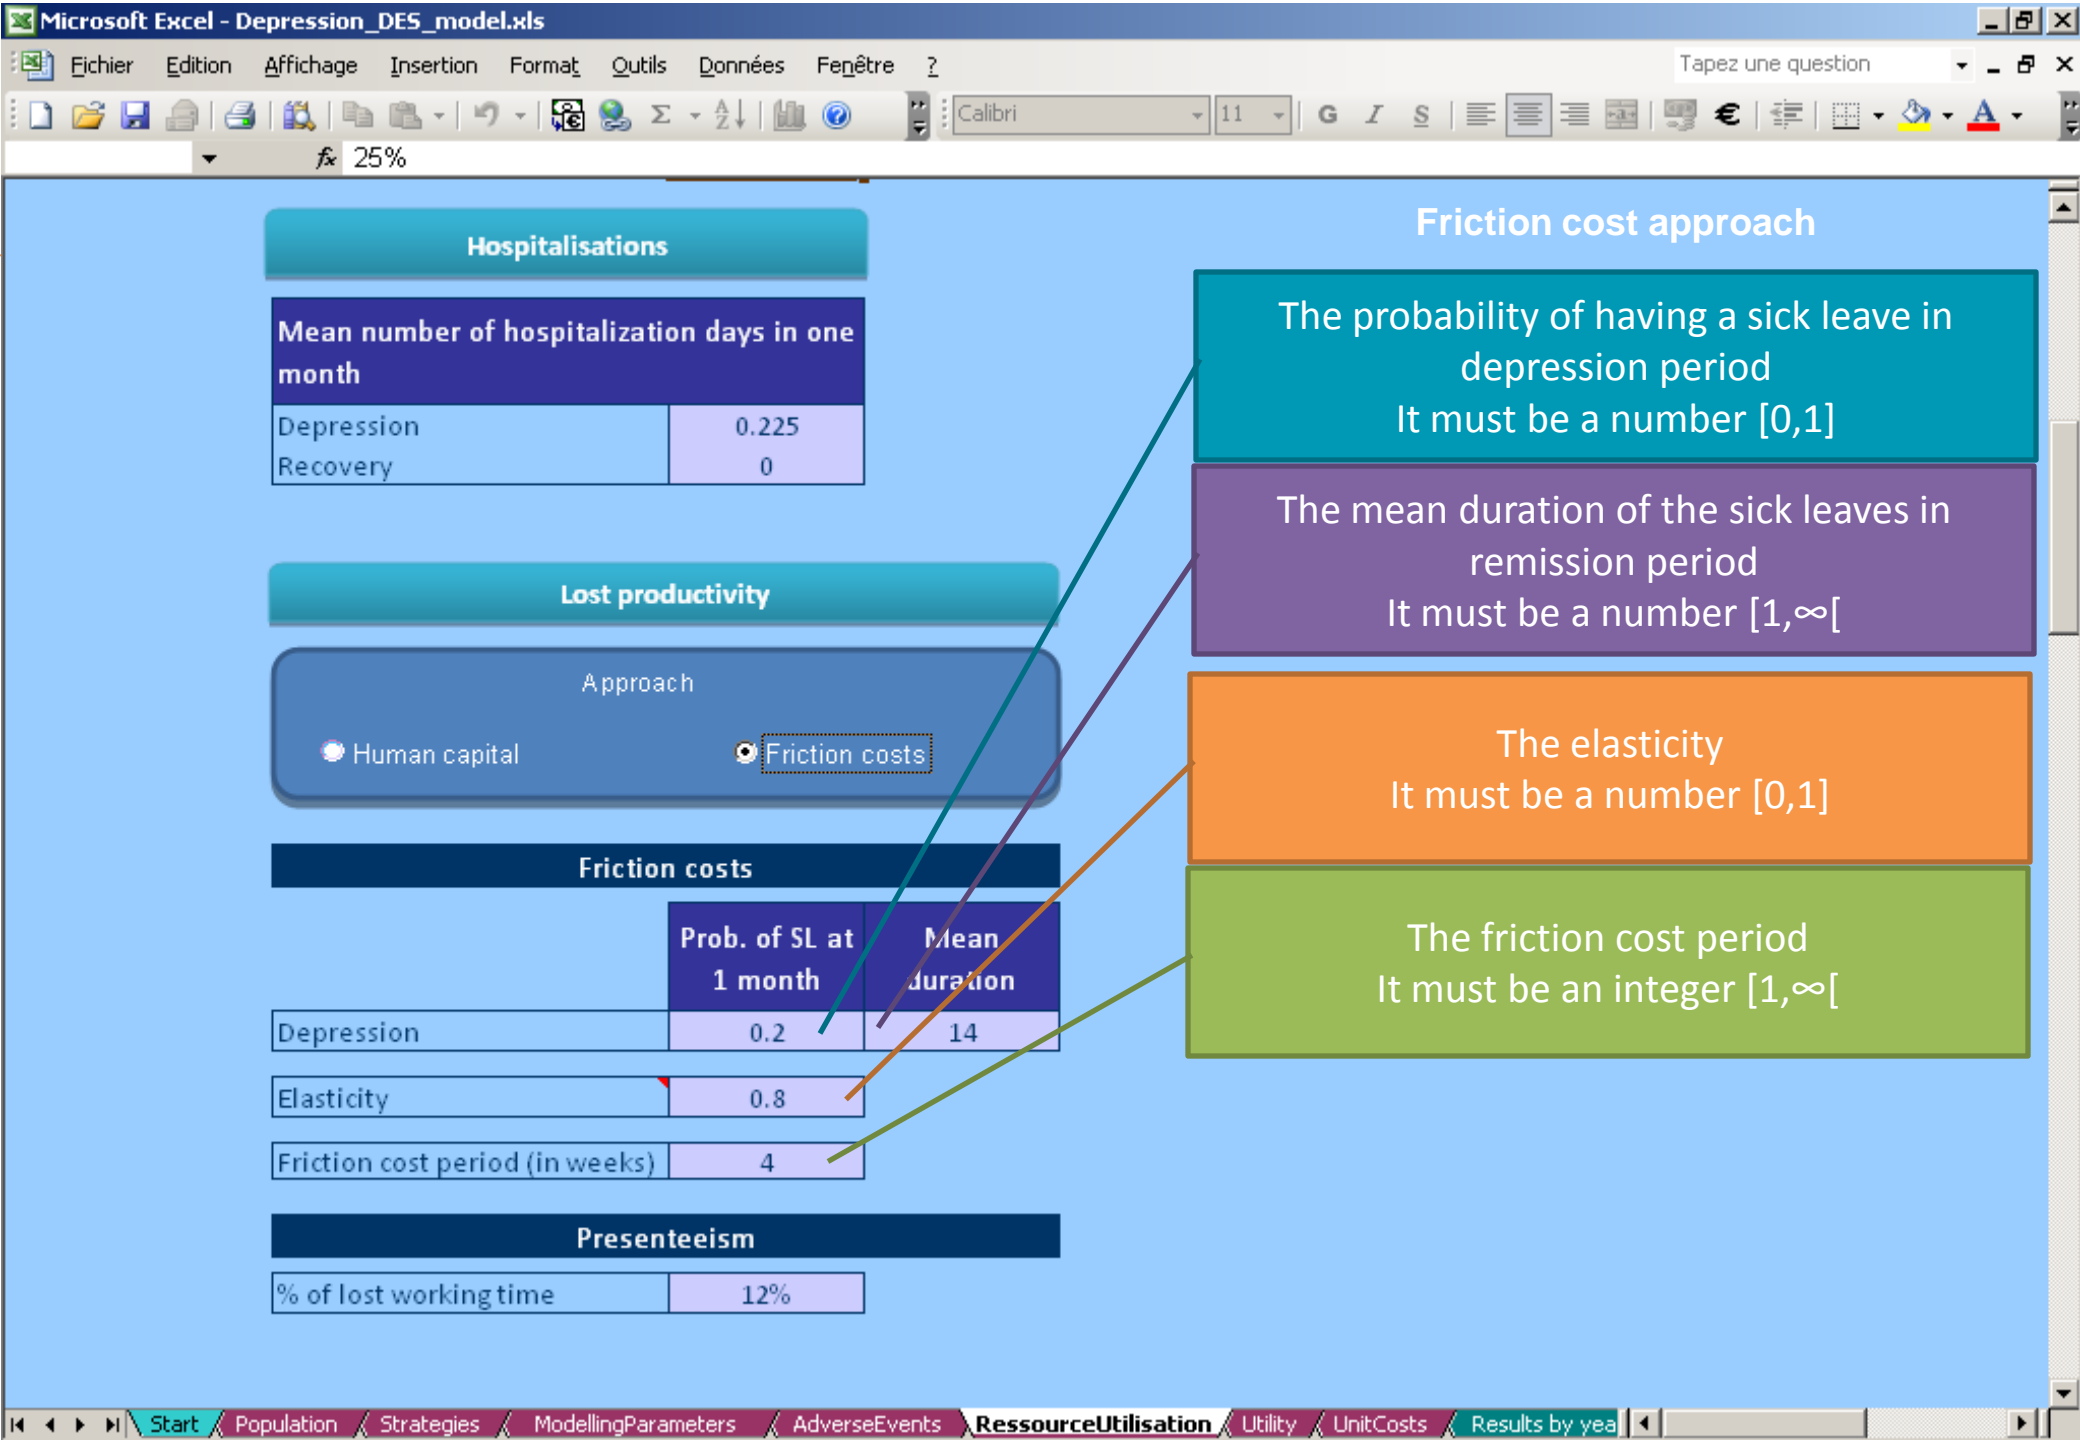 Microsoft Excel - Depression_DES_model.xls
Fichier Edition Affichage Insertion Format Outils Données Fenêtre ?
Tapez une question
Calibri 11 G I S
fx 25%
Hospitalisations
Mean number of hospitalization days in one
month
Depression 0.225
Recovery 0
Lost productivity
Approach
Human capital Friction costs
Friction costs
Prob. of SL at
1 month
Mean
duration
Depression 0.2 14
Elasticity 0.8
Friction cost period (in weeks) 4
Presenteeism
% of lost working time 12%
Friction cost approach
The probability of having a sick leave in
depression period
It must be a number [0,1]
The mean duration of the sick leaves in
remission period
It must be a number [1,∞[
The elasticity
It must be a number [0,1]
The friction cost period
It must be an integer [1,∞[
Start Population Strategies ModellingParameters AdverseEvents RessourceUtilisation Utility UnitCosts Results by yea